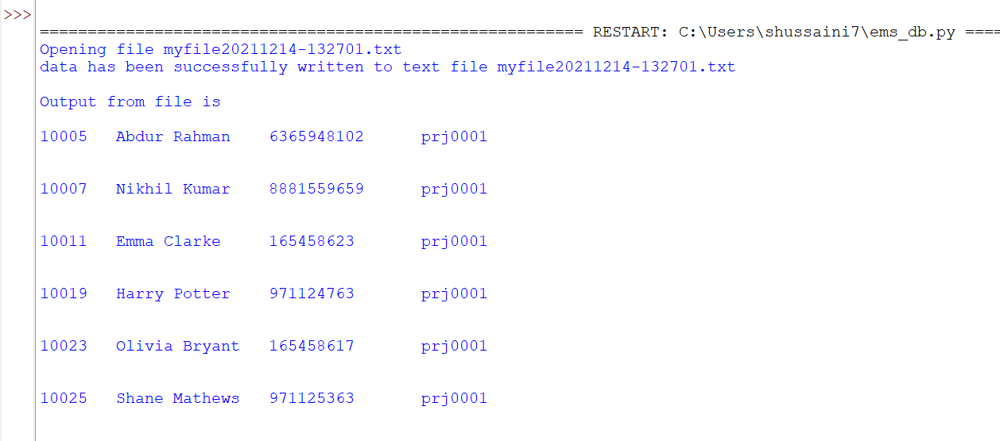 >>>
========================================================= RESTART: C:\Users\shussaini7\ems_db.py ====
Opening file myfile20211214-132701.txt
data has been successfully written to text file myfile20211214-132701.txt
Output from file is
10005   Abdur Rahman    6365948102      prj0001
10007   Nikhil Kumar    8881559659      prj0001
10011   Emma Clarke     165458623       prj0001
10019   Harry Potter    971124763       prj0001
10023   Olivia Bryant   165458617       prj0001
10025   Shane Mathews   971125363       prj0001